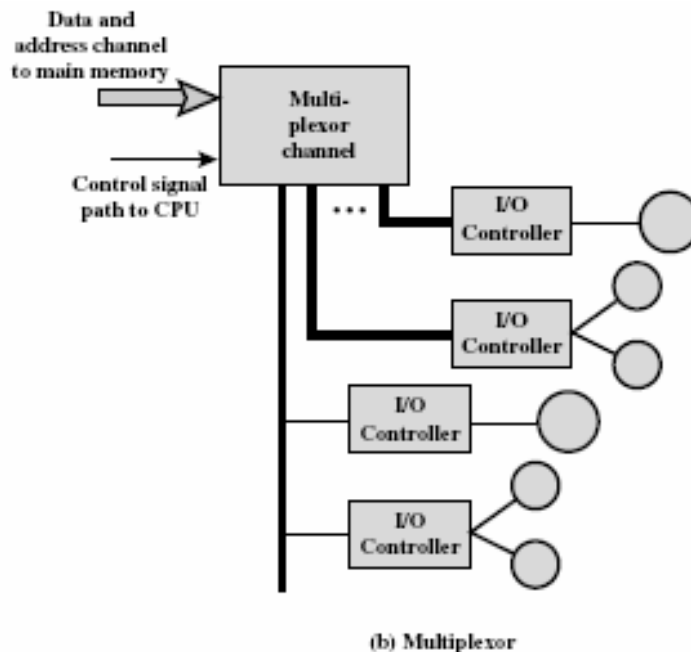 Data and
address channel
to main memory
Multi-
plexor
channel
Control signal
path to CPU
...
I/O
Controller
I/O
Controller
I/O
Controller
I/O
Controller
(b) Multiplexor